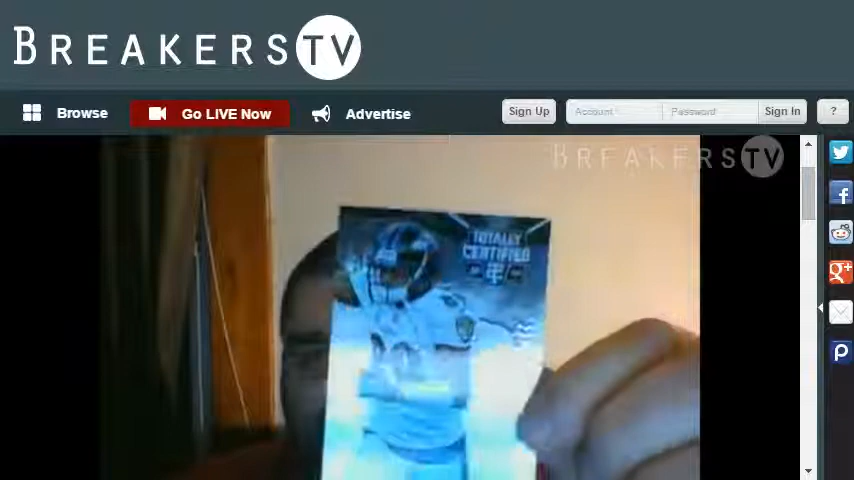 BREAKERSTV
Browse
Go LIVE Now
Advertise
Sign Up
Account
Password
Sign In
?
BREAKERSTV
TOTALLY
CERTIFIED